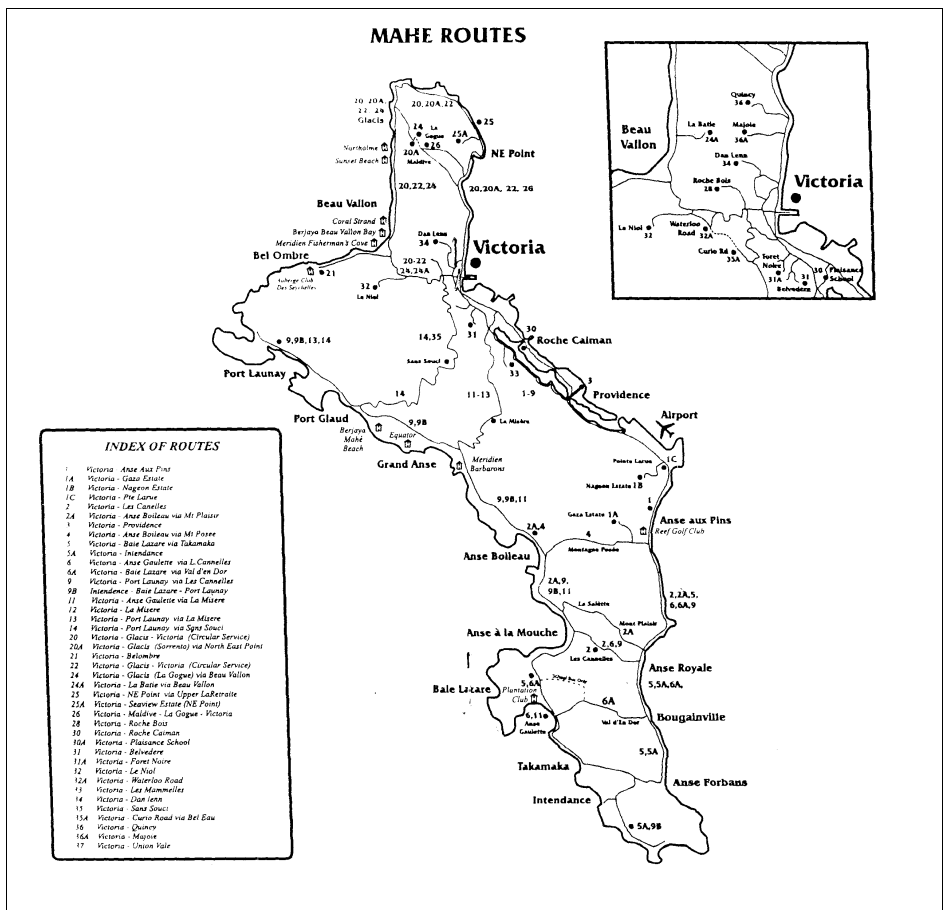 MAHE ROUTES
20, 20A,
22, 24
Glacis
20, 20A, 22
25
24
La
Gogue
25A
20A
26
Maldive
NE Point
Northolme
Sunset Beach
20,22,24
20,20A, 22, 26
Beau Vallon
Coral Strand
Berjaya Beau Vallon Bay
Meridien Fisherman's Cove
Dan Lenn
34
Victoria
Bel Ombre
20-22
24,24A
21
Auberge Club
Des Seychelles
32
Le Niol
9,9B,13,14
14,35
31
30
Roche Caiman
Port Launay
Sans Souci
33
3
Providence
14
11-13
1-9
Port Glaud
Berjaya
Mahé
Beach
9,9B
Equator
La Misère
Airport
Grand Anse
Meridien
Barbarons
Pointe Larue
1C
Nageon Estate 1B
9,9B,11
1
Gaza Estate 1A
Anse aux Pins
Reef Golf Club
2A,4
4
Anse Boileau
Montagne Posée
2A,9,
9B,11
2,2A,5,
6,6A,9
La Salette
Mont Plaisir
2A
Anse à la Mouche
2
2,6,9
Les Cannelles
Anse Royale
5,6A
5,5A,6A,
Baie Lazare
Plantation
Club
6A
Val d'En Dor
Bougainville
6,11
Anse
Gaulette
5,5A
Takamaka
Anse Forbans
Intendance
5A,9B
Quincy
36
Beau
Vallon
La Batie
24A
Majoie
36A
Dan Lenn
34
Roche Bois
28
Victoria
Le Niol
32
Waterloo
Road
32A
Curio Rd
35A
Foret
Noire
31A
31
Belvedere
30
Plaisance
School
INDEX OF ROUTES
1 Victoria - Anse Aux Pins
1A Victoria - Gaza Estate
1B Victoria - Nageon Estate
1C Victoria - Pte Larue
2 Victoria - Les Canelles
2A Victoria - Anse Boileau via Mt Plaisir
3 Victoria - Providence
4 Victoria - Anse Boileau via Mt Posee
5 Victoria - Baie Lazare via Takamaka
5A Victoria - Intendance
6 Victoria - Anse Gaulette via L.Cannelles
6A Victoria - Baie Lazare via Val d'en Dor
9 Victoria - Port Launay via Les Cannelles
9B Intendence - Baie Lazare - Port Launay
11 Victoria - Anse Gaulette via La Misere
12 Victoria - La Misere
13 Victoria - Port Launay via La Misere
14 Victoria - Port Launay via Sans Souci
20 Victoria - Glacis - Victoria (Circular Service)
20A Victoria - Glacis (Sorrento) via North East Point
21 Victoria - Belombre
22 Victoria - Glacis - Victoria (Circular Service)
24 Victoria - Glacis (La Gogue) via Beau Vallon
24A Victoria - La Batie via Beau Vallon
25 Victoria - NE Point via Upper LaRetraite
25A Victoria - Seaview Estate (NE Point)
26 Victoria - Maldive - La Gogue - Victoria
28 Victoria - Roche Bois
30 Victoria - Roche Caiman
30A Victoria - Plaisance School
31 Victoria - Belvedere
31A Victoria - Foret Noire
32 Victoria - Le Niol
32A Victoria - Waterloo Road
33 Victoria - Les Mammelles
34 Victoria - Dan lenn
35 Victoria - Sans Souci
35A Victoria - Curio Road via Bel Eau
36 Victoria - Quincy
36A Victoria - Majoie
37 Victoria - Union Vale